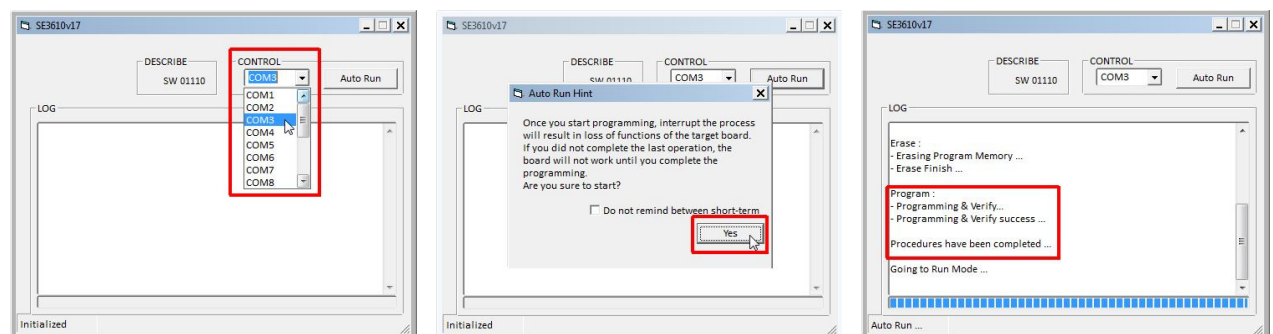 SE3610v17
DESCRIBE
SW 01110
CONTROL
COM3
Auto Run
COM1
COM2
COM3
COM4
COM5
COM6
COM7
COM8
LOG
Initialized
SE3610v17
DESCRIBE
SW 01110
CONTROL
COM3
Auto Run
LOG
Auto Run Hint
Once you start programming, interrupt the process
will result in loss of functions of the target board.
If you did not complete the last operation, the
board will not work until you complete the
programming.
Are you sure to start?
Do not remind between short-term
Yes
Initialized
SE3610v17
DESCRIBE
SW 01110
CONTROL
COM3
Auto Run
LOG
Erase :
- Erasing Program Memory ...
- Erase Finish ...
Program :
- Programming & Verify...
- Programming & Verify success ...
Procedures have been completed ...
Going to Run Mode ...
Auto Run ...